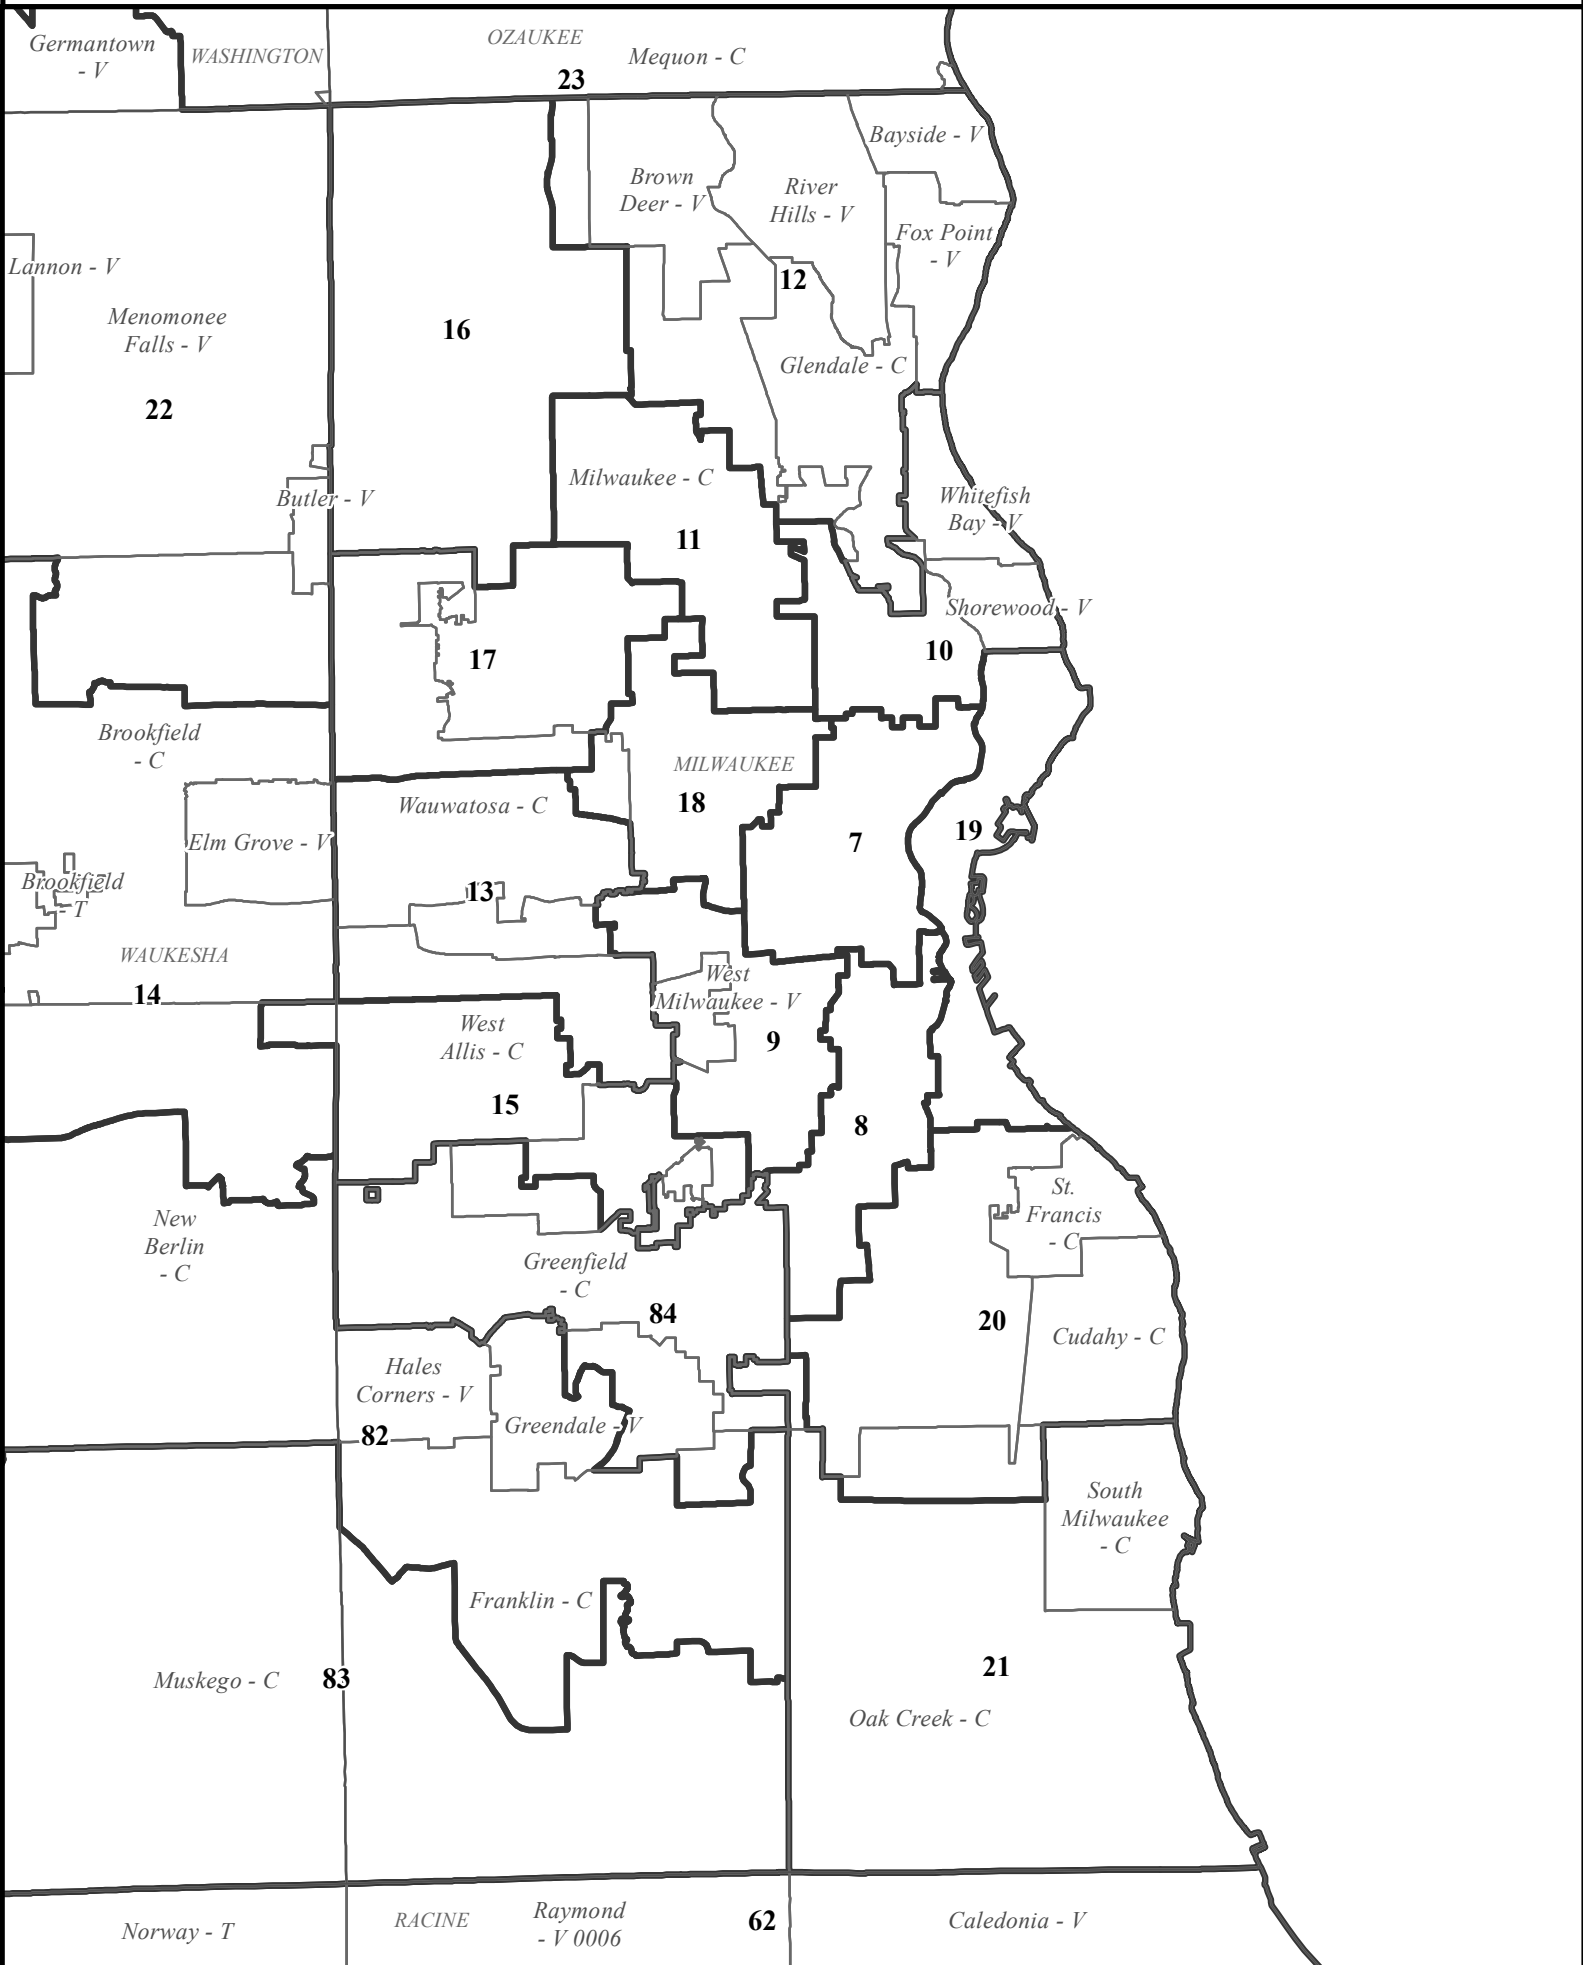 Germantown
- V
WASHINGTON
OZAUKEE
Mequon - C
23
Bayside - V
Brown
Deer - V
River
Hills - V
Fox Point
- V
Lannon - V
12
Menomonee
Falls - V
16
Glendale - C
22
Milwaukee - C
Butler - V
Whitefish
Bay - V
11
Shorewood - V
10
17
Brookfield
- C
MILWAUKEE
18
Wauwatosa - C
19
7
Elm Grove - V
Brookfield
- T
13
WAUKESHA
14
West
Milwaukee - V
West
Allis - C
9
15
8
St.
Francis
- C
New
Berlin
- C
Greenfield
- C
84
20
Cudahy - C
Hales
Corners - V
Greendale - V
82
South
Milwaukee
- C
Franklin - C
Muskego - C
83
21
Oak Creek - C
Norway - T
RACINE
Raymond
- V 0006
62
Caledonia - V